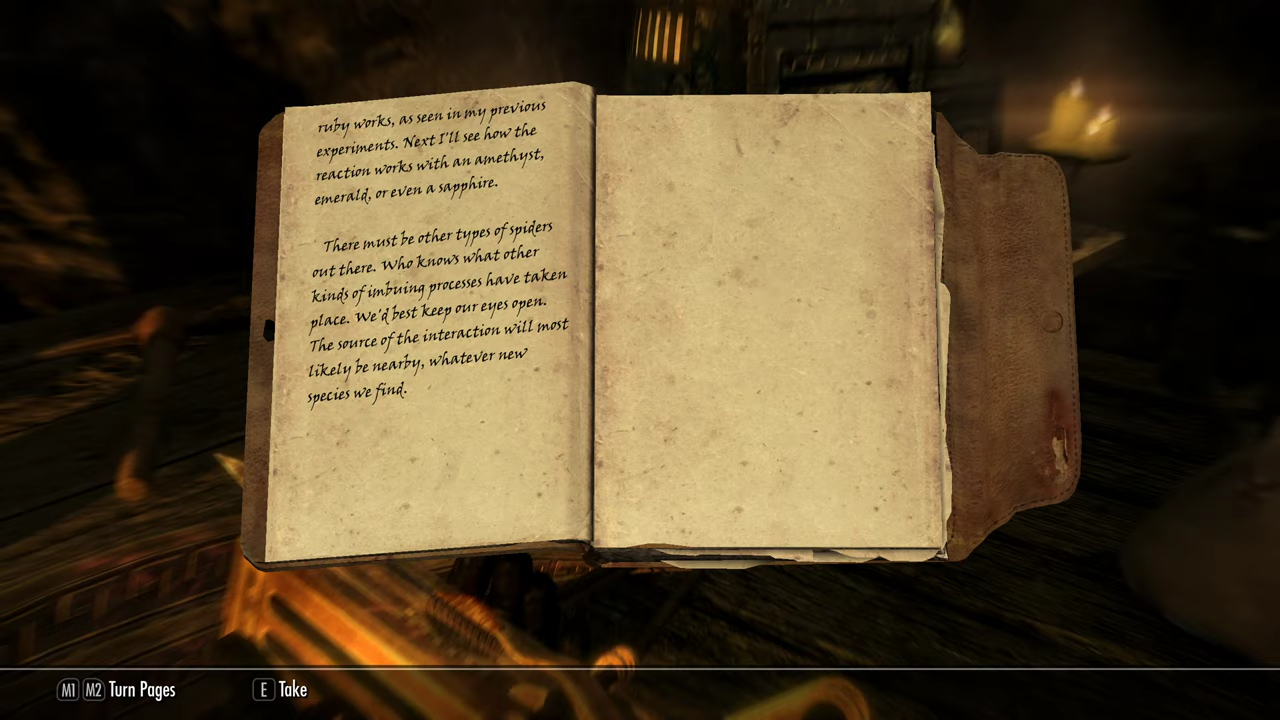 ruby works, as seen in my previous
experiments. Next I'll see how the
reaction works with an amethyst,
emerald, or even a sapphire.
There must be other types of spiders
out there. Who knows what other
kinds of imbuing processes have taken
place. We'd best keep our eyes open.
The source of the interaction will most
likely be nearby, whatever new
species we find.
M1 M2 Turn Pages
E Take